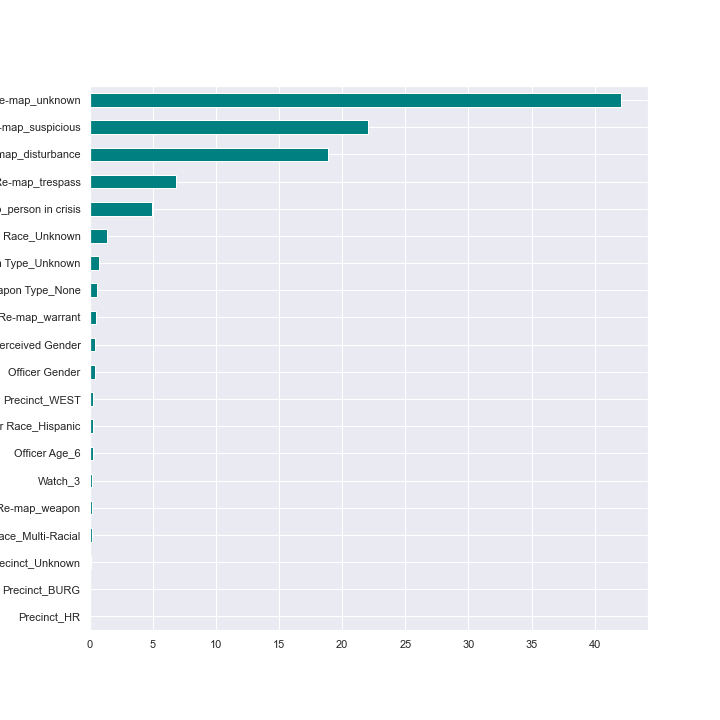 e-map_unknown
-map_suspicious
map_disturbance
Re-map_trespass
_person in crisis
Race_Unknown
Type_Unknown
apon Type_None
Re-map_warrant
erceived Gender
Officer Gender
Precinct_WEST
r Race_Hispanic
Officer Age_6
Watch_3
Re-map_weapon
ace_Multi-Racial
ecinct_Unknown
Precinct_BURG
Precinct_HR
0 5 10 15 20 25 30 35 40